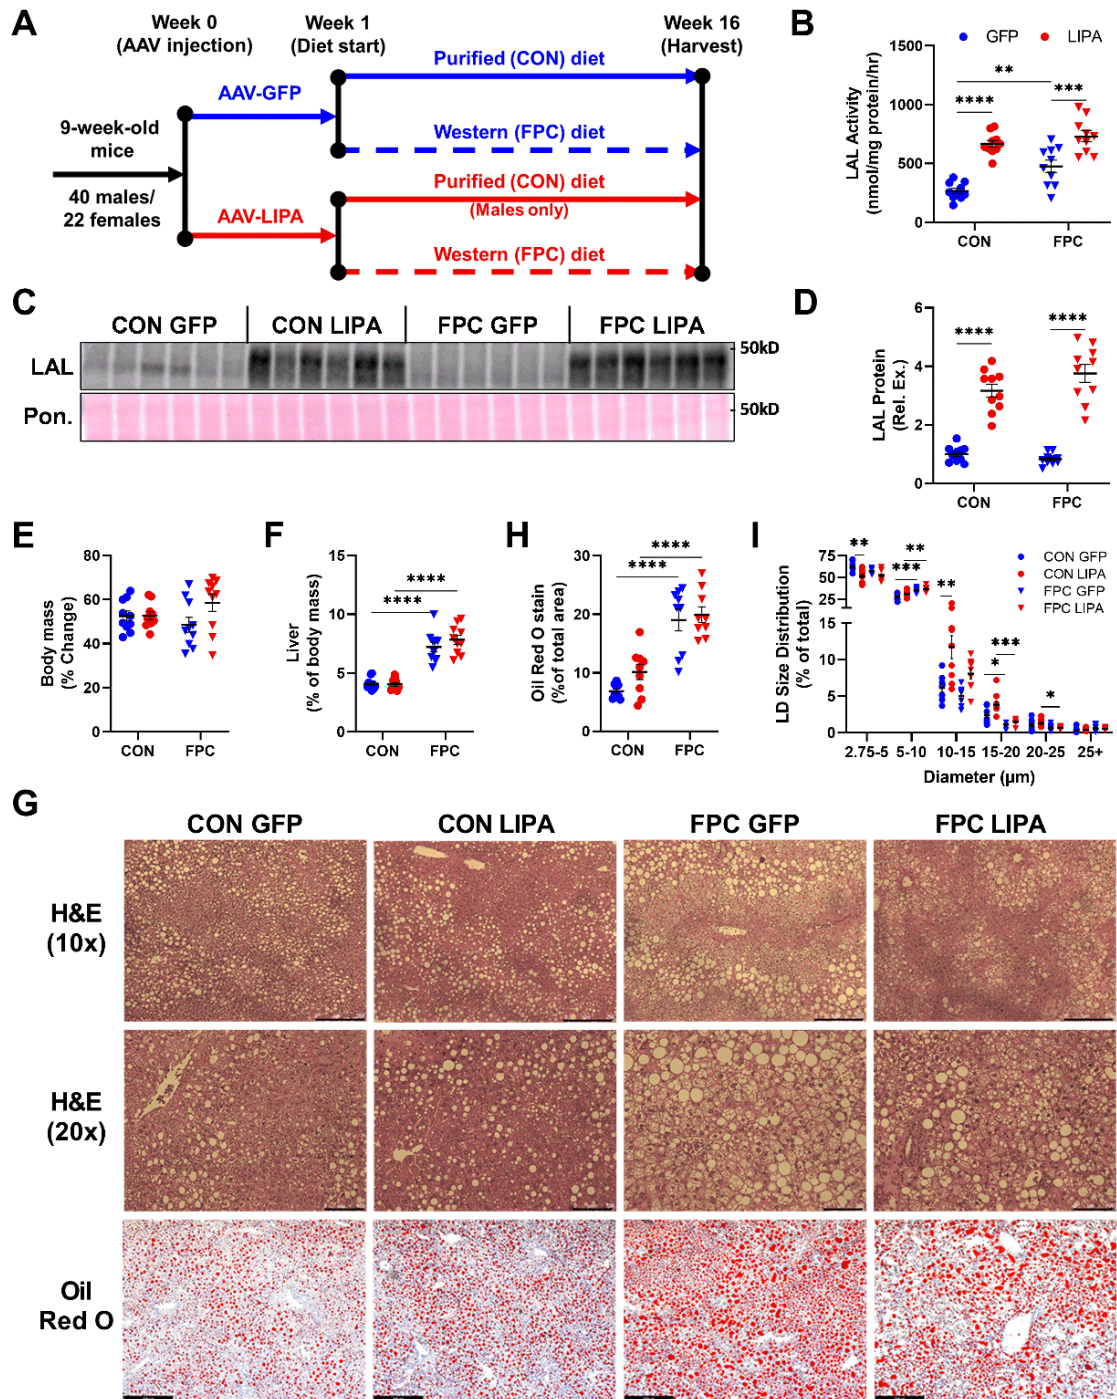 A
Week 0
(AAV injection)
Week 1
(Diet start)
Week 16
(Harvest)
9-week-old
mice
40 males/
22 females
AAV-GFP
AAV-LIPA
Purified (CON) diet
Western (FPC) diet
Purified (CON) diet
(Males only)
Western (FPC) diet
B
GFP LIPA
LAL Activity
(nmol/mg protein/hr)
1500
1000
500
0
** 
****
***
CON FPC
C
CON GFP CON LIPA FPC GFP FPC LIPA
LAL
50kD
Pon.
50kD
D
LAL Protein
(Rel. Ex.)
6
4
2
0
**** ****
CON FPC
E
Body mass
(% Change)
80
60
40
20
0
CON FPC
F
Liver
(% of body mass)
15
10
5
0
****
****
CON FPC
H
Oil Red O stain
(%of total area)
30
20
10
0
****
****
CON FPC
I
LD Size Distribution
(% of total)
75
50
25
15
10
5
0
**
***
**
**
*
***
*
CON GFP
CON LIPA
FPC GFP
FPC LIPA
2.75-5 5-10 10-15 15-20 20-25 25+
Diameter (µm)
G
CON GFP CON LIPA FPC GFP FPC LIPA
H&E
(10x)
H&E
(20x)
Oil
Red O